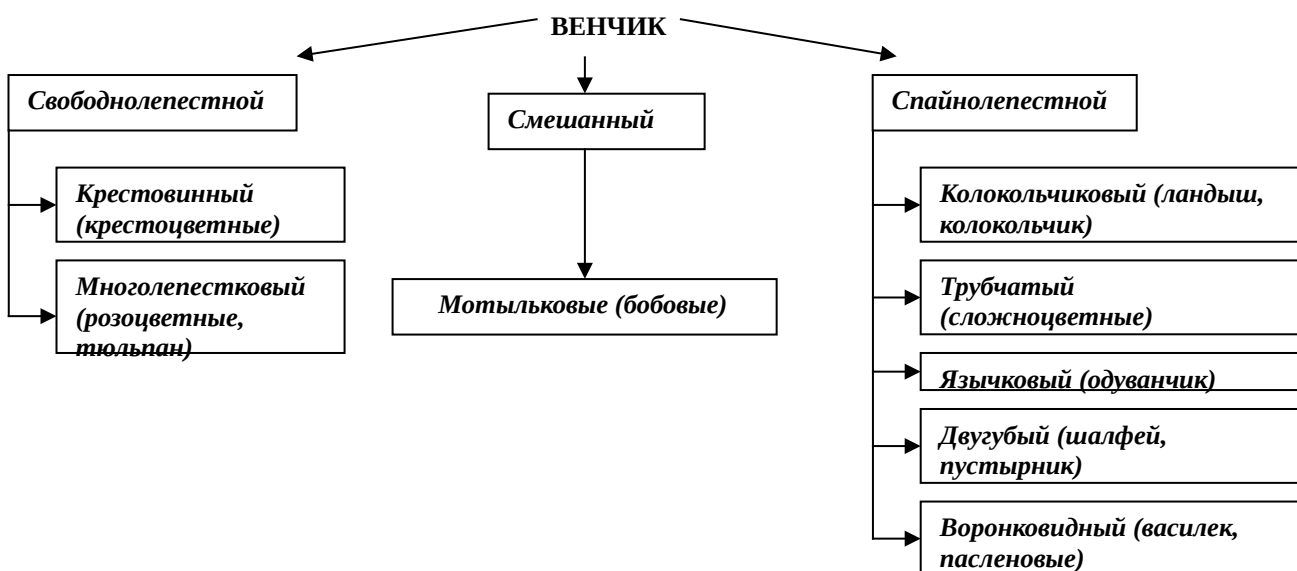 ВЕНЧИК
Свободнолепестной
Крестовинный
(крестоцветные)
Многолепестковый
(розоцветные,
тюльпан)
Смешанный
Мотыльковые (бобовые)
Спайнолепестной
Колокольчиковый (ландыш,
колокольчик)
Трубчатый
(сложноцветные)
Язычковый (одуванчик)
Двугубый (шалфей,
пустырник)
Воронковидный (василек,
пасленовые)